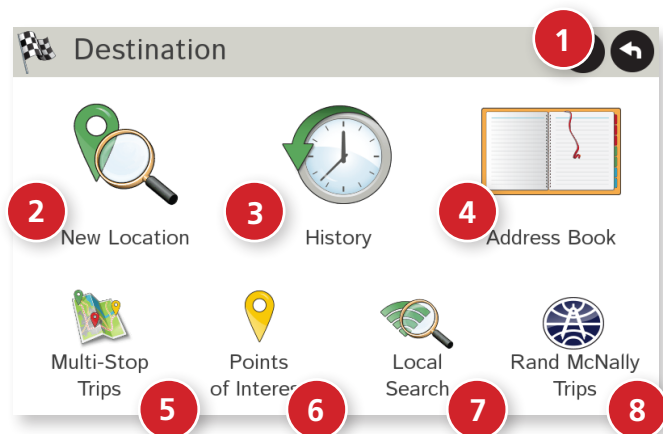 Destination
1
2
New Location
3
History
4
Address Book
Multi-Stop
Trips
5
Points
of Interes
6
Local
Search
7
Rand McNally
Trips
8